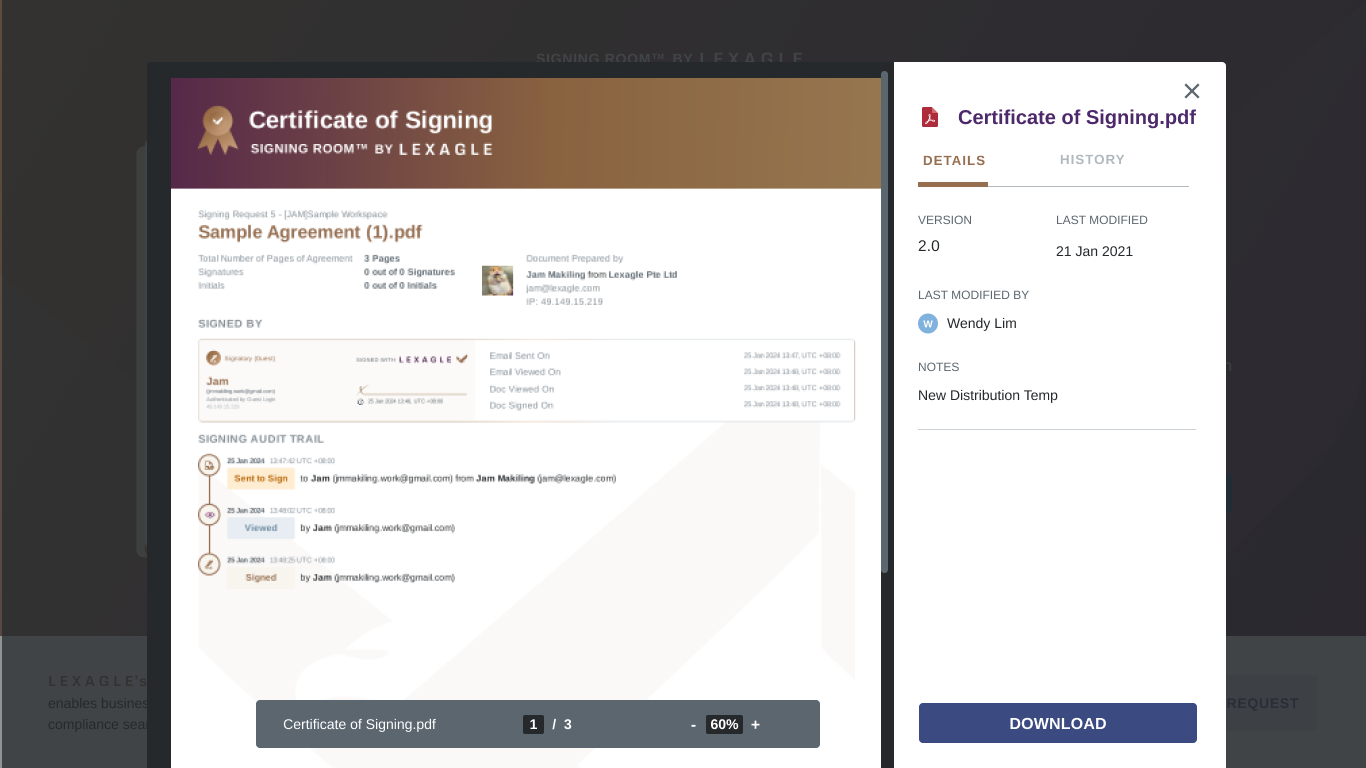 SIGNING ROOM™ BY LEXAGLE
Certificate of Signing
SIGNING ROOM™ BY LEXAGLE
Signing Request 5 - [JAM]Sample Workspace
Sample Agreement (1).pdf
Total Number of Pages of Agreement 3 Pages
Signatures 0 out of 0 Signatures
Initials 0 out of 0 Initials
Document Prepared by
Jam Makiling from Lexagle Pte Ltd
jam@lexagle.com
IP: 49.149.15.219
SIGNED BY
Signatory (Guest)
SIGNED WITH LEXAGLE
Jam
(jmmakiling.work@gmail.com)
Authenticated by Guest Login
25 Jan 2024 13:48, UTC +08:00
Email Sent On 25 Jan 2024 13:47, UTC +08:00
Email Viewed On 25 Jan 2024 13:48, UTC +08:00
Doc Viewed On 25 Jan 2024 13:48, UTC +08:00
Doc Signed On 25 Jan 2024 13:48, UTC +08:00
SIGNING AUDIT TRAIL
25 Jan 2024 13:47:42 UTC +08:00
Sent to Sign to Jam (jmmakiling.work@gmail.com) from Jam Makiling (jam@lexagle.com)
25 Jan 2024 13:48:02 UTC +08:00
Viewed by Jam (jmmakiling.work@gmail.com)
25 Jan 2024 13:48:25 UTC +08:00
Signed by Jam (jmmakiling.work@gmail.com)
Certificate of Signing.pdf 1 / 3 - 60% +
Certificate of Signing.pdf
DETAILS HISTORY
VERSION LAST MODIFIED
2.0 21 Jan 2021
LAST MODIFIED BY
W Wendy Lim
NOTES
New Distribution Temp
DOWNLOAD
LEXAGLE's
enables
compliance
REQUEST